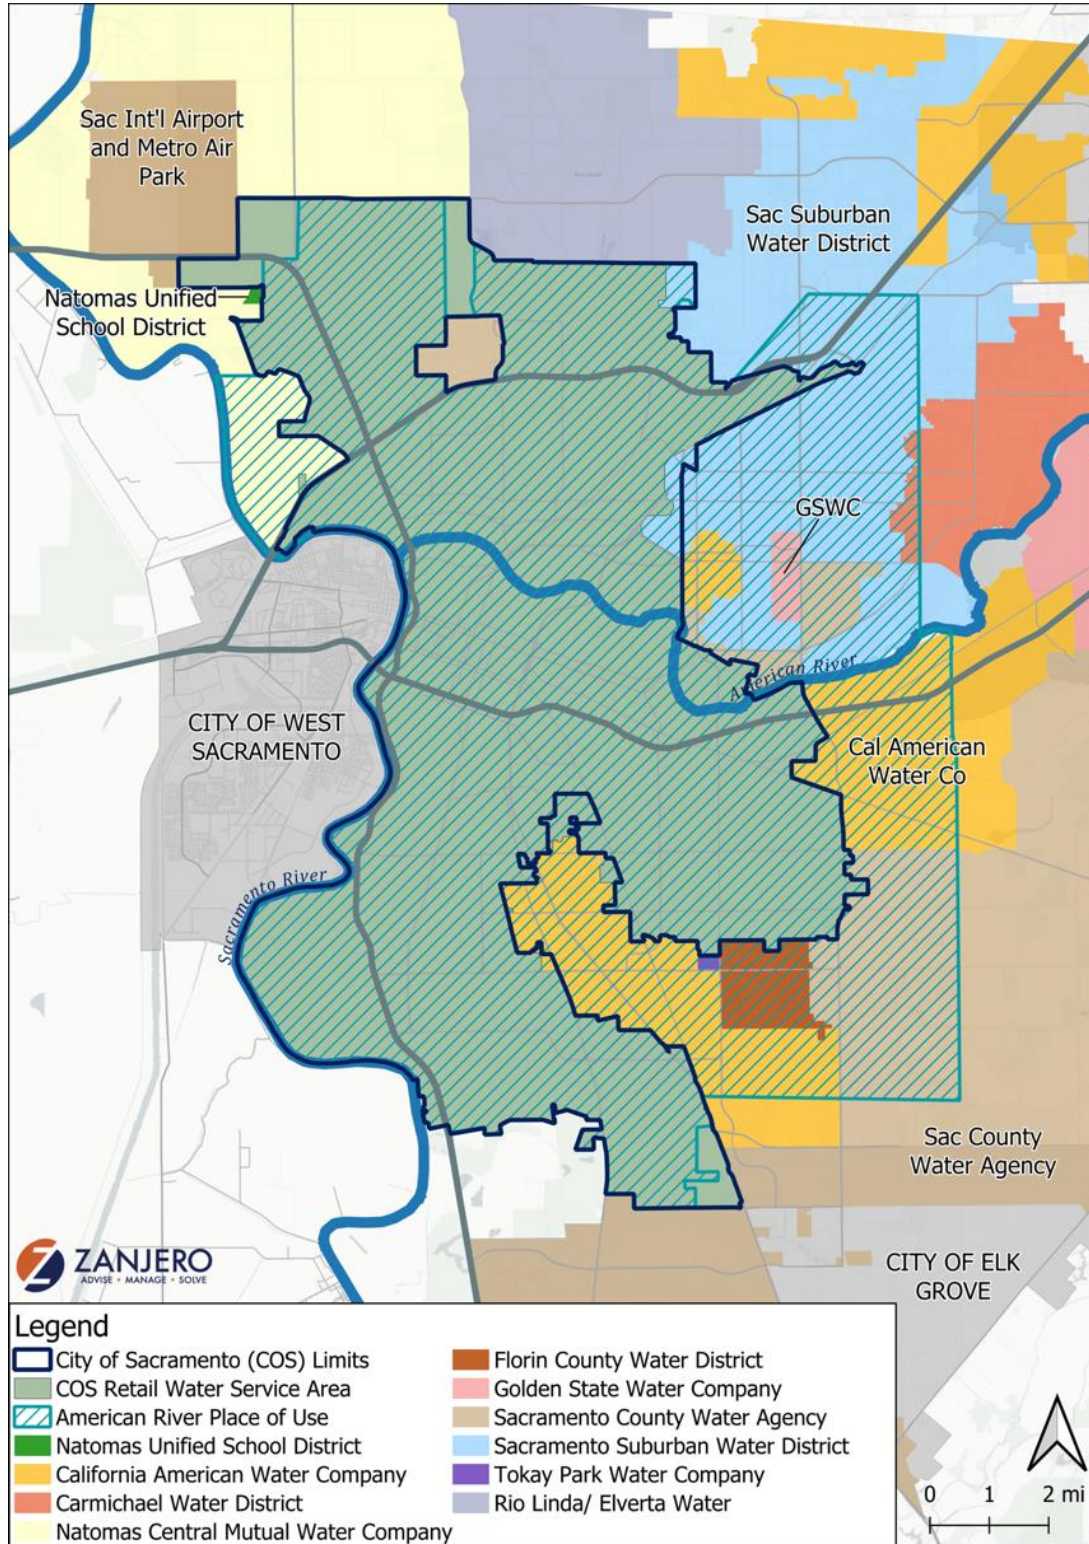 Sac Int'l Airport
and Metro Air
Park
Sac Suburban
Water District
Natomas Unified
School District
GSWC
American River
CITY OF WEST
SACRAMENTO
Cal American
Water Co
Sacramento River
Sac County
Water Agency
CITY OF ELK
GROVE
ZANJERO
ADVISE • MANAGE • SOLVE
Legend
City of Sacramento (COS) Limits
COS Retail Water Service Area
American River Place of Use
Natomas Unified School District
California American Water Company
Carmichael Water District
Natomas Central Mutual Water Company
Florin County Water District
Golden State Water Company
Sacramento County Water Agency
Sacramento Suburban Water District
Tokay Park Water Company
Rio Linda/ Elverta Water
0 1 2 mi